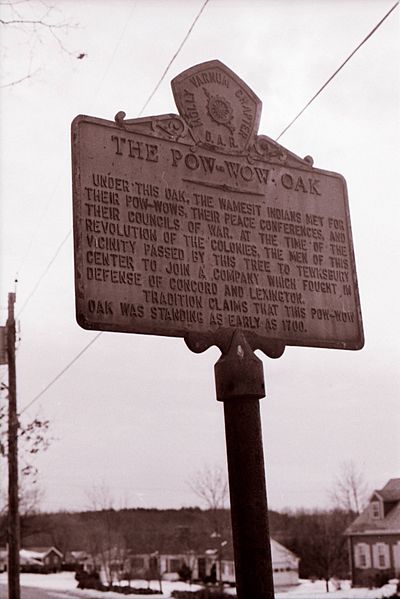 MOLLY VARNUM CHAPTER
D.A.R.
THE POW-WOW OAK
UNDER THIS OAK, THE WAMESIT INDIANS MET FOR
THEIR POW-WOWS, THEIR PEACE CONFERENCES, AND
THEIR COUNCILS OF WAR. AT THE TIME OF THE
REVOLUTION OF THE COLONIES, THE MEN OF THIS
VICINITY PASSED BY THIS TREE TO TEWKSBURY
CENTER TO JOIN A COMPANY WHICH FOUGHT IN
DEFENSE OF CONCORD AND LEXINGTON.
TRADITION CLAIMS THAT THIS POW-WOW
OAK WAS STANDING AS EARLY AS 1700.